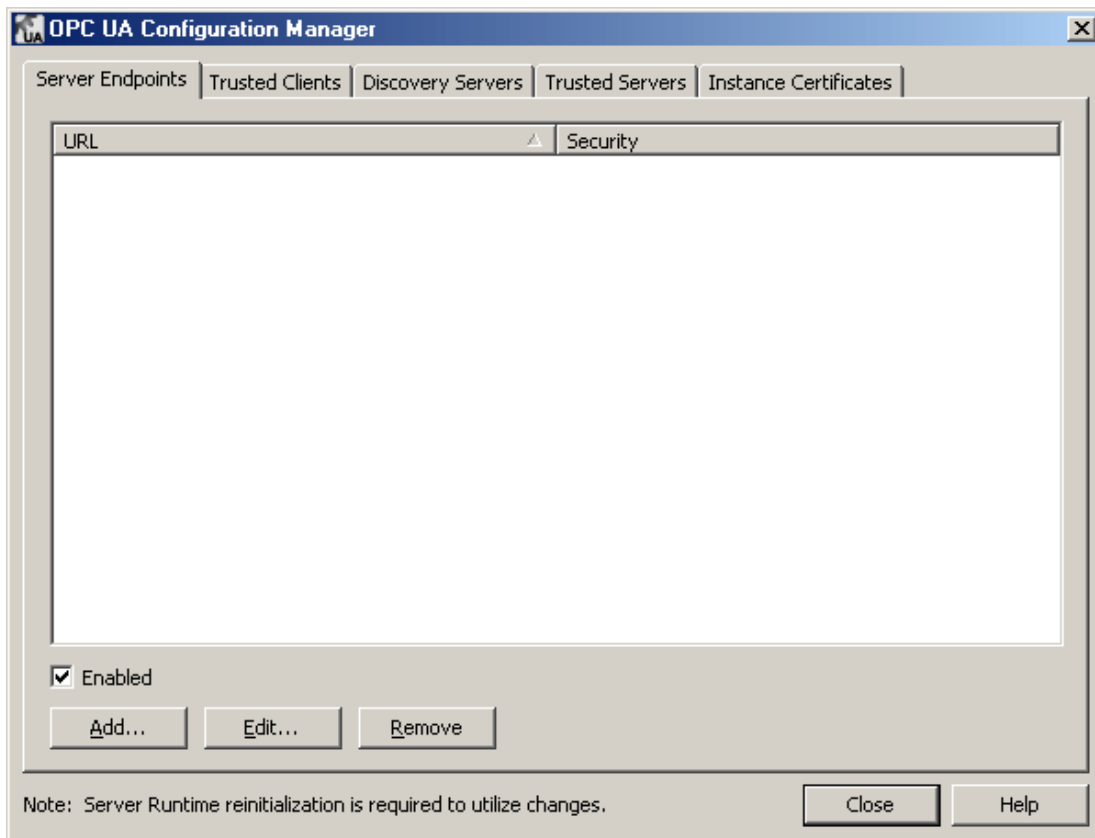 OPC UA Configuration Manager
Server Endpoints Trusted Clients Discovery Servers Trusted Servers Instance Certificates
URL Security
Enabled
Add... Edit... Remove
Note: Server Runtime reinitialization is required to utilize changes. Close Help